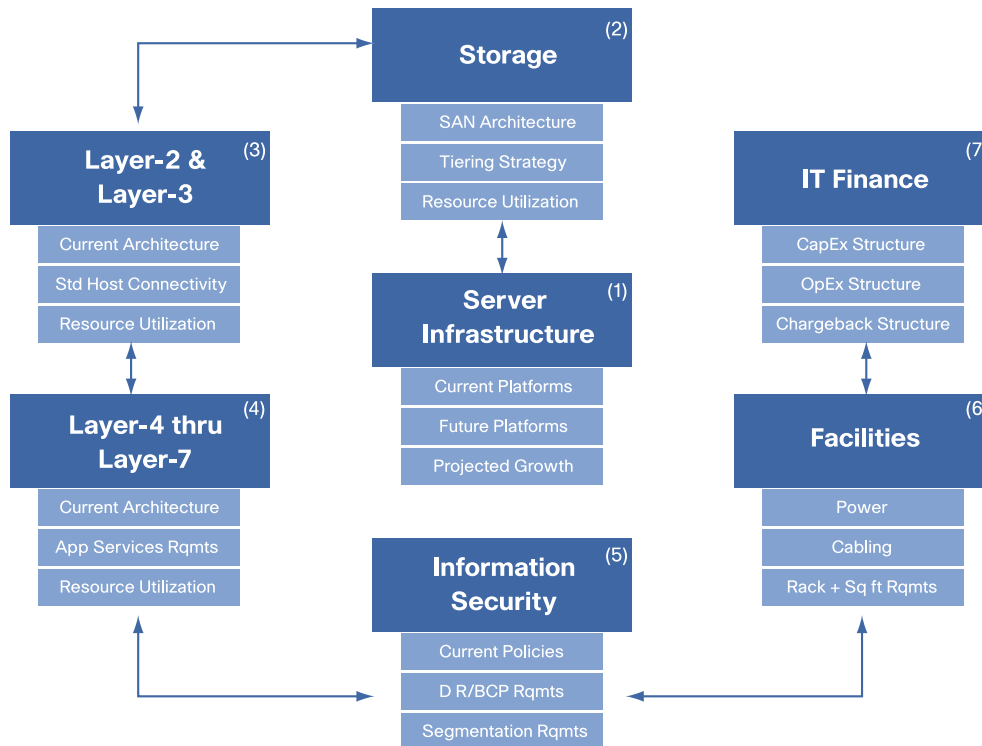 (2)
Storage
SAN Architecture
Tiering Strategy
Resource Utilization
(3)
Layer-2 &
Layer-3
Current Architecture
Std Host Connectivity
Resource Utilization
(7)
IT Finance
CapEx Structure
OpEx Structure
Chargeback Structure
(1)
Server
Infrastructure
Current Platforms
Future Platforms
Projected Growth
(4)
Layer-4 thru
Layer-7
Current Architecture
App Services Rqmts
Resource Utilization
(6)
Facilities
Power
Cabling
Rack + Sq ft Rqmts
(5)
Information
Security
Current Policies
D R/BCP Rqmts
Segmentation Rqmts